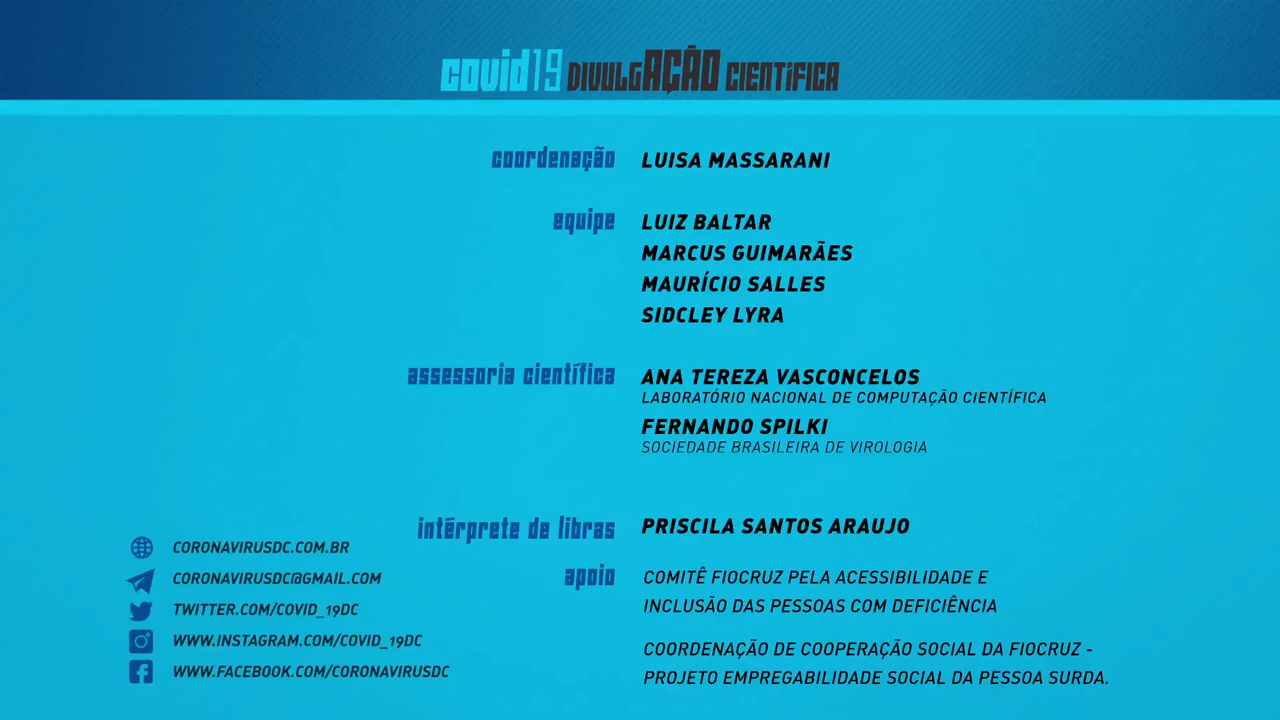 covid19 DIVULGAÇÃO CIENTÍFICA
coordenação LUISA MASSARANI
equipe LUIZ BALTAR
MARCUS GUIMARÃES
MAURÍCIO SALLES
SIDCLEY LYRA
assessoria científica ANA TEREZA VASCONCELOS
LABORATÓRIO NACIONAL DE COMPUTAÇÃO CIENTÍFICA
FERNANDO SPILKI
SOCIEDADE BRASILEIRA DE VIROLOGIA
intérprete de libras PRISCILA SANTOS ARAUJO
apoio COMITÊ FIOCRUZ PELA ACESSIBILIDADE E
INCLUSÃO DAS PESSOAS COM DEFICIÊNCIA
COORDENAÇÃO DE COOPERAÇÃO SOCIAL DA FIOCRUZ -
PROJETO EMPREGABILIDADE SOCIAL DA PESSOA SURDA.
CORONAVIRUSDC.COM.BR
CORONAVIRUSDC@GMAIL.COM
TWITTER.COM/COVID_19DC
WWW.INSTAGRAM.COM/COVID_19DC
WWW.FACEBOOK.COM/CORONAVIRUSDC